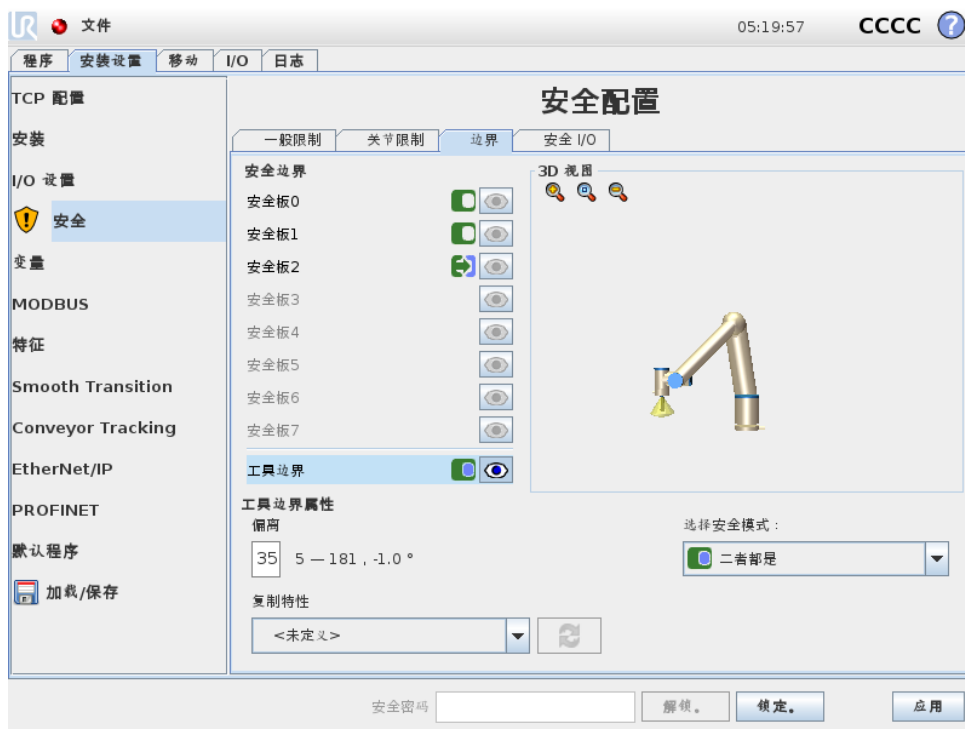 UR 文件 05:19:57 CCCC ?
程序 安装设置 移动 I/O 日志
TCP 配置
安装
I/O 设置
安全
变量
MODBUS
特征
Smooth Transition
Conveyor Tracking
EtherNet/IP
PROFINET
默认程序
加载/保存
安全配置
一般限制 关节限制 边界 安全 I/O
安全边界
安全板0
安全板1
安全板2
安全板3
安全板4
安全板5
安全板6
安全板7
工具边界
3D 视图
工具边界属性
偏离
35 5 — 181 , -1.0 °
复制特性
<未定义>
选择安全模式 :
二者都是
安全密码 解锁。 锁定。 应用